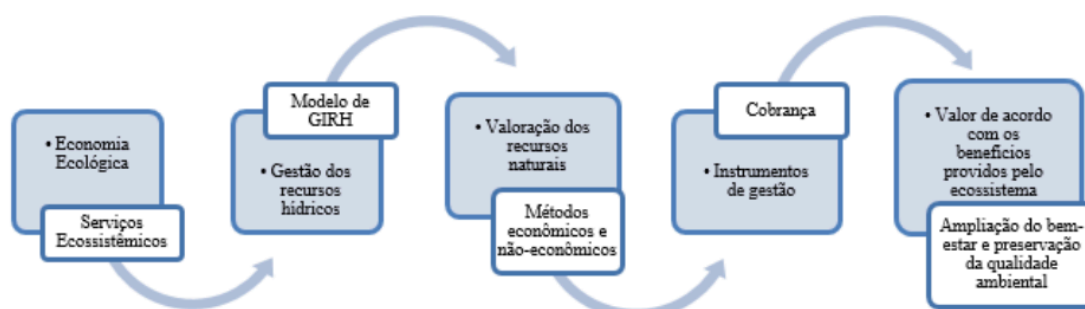 • Economia
Ecológica
Serviços
Ecossistêmicos
Modelo de
GIRH
• Gestão dos
recursos
hídricos
• Valoração dos
recursos
naturais
Métodos
econômicos e
não-econômicos
Cobrança
• Instrumentos
de gestão
• Valor de acordo
com os
benefícios
providos pelo
ecossistema
Ampliação do bem-
estar e preservação
da qualidade
ambiental